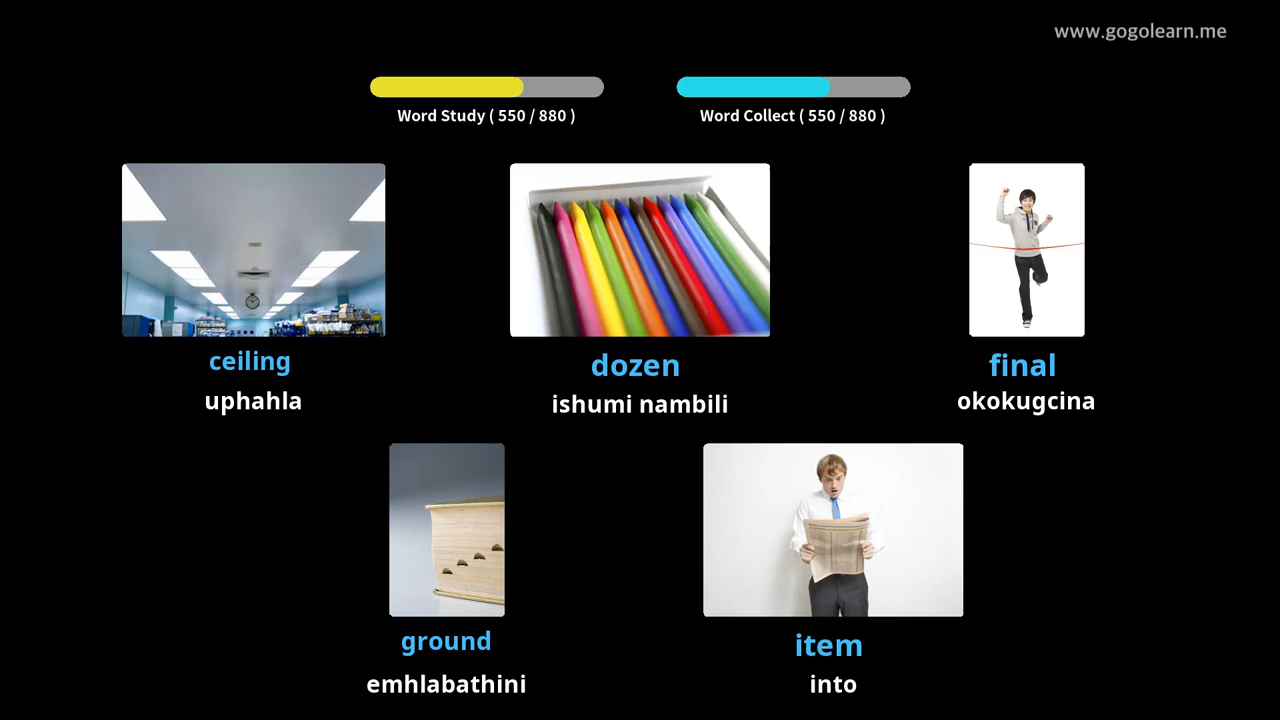 www.gogolearn.me
Word Study ( 550 / 880 )
Word Collect ( 550 / 880 )
ceiling
uphahla
dozen
ishumi nambili
final
okokugcina
ground
emhlabathini
item
into